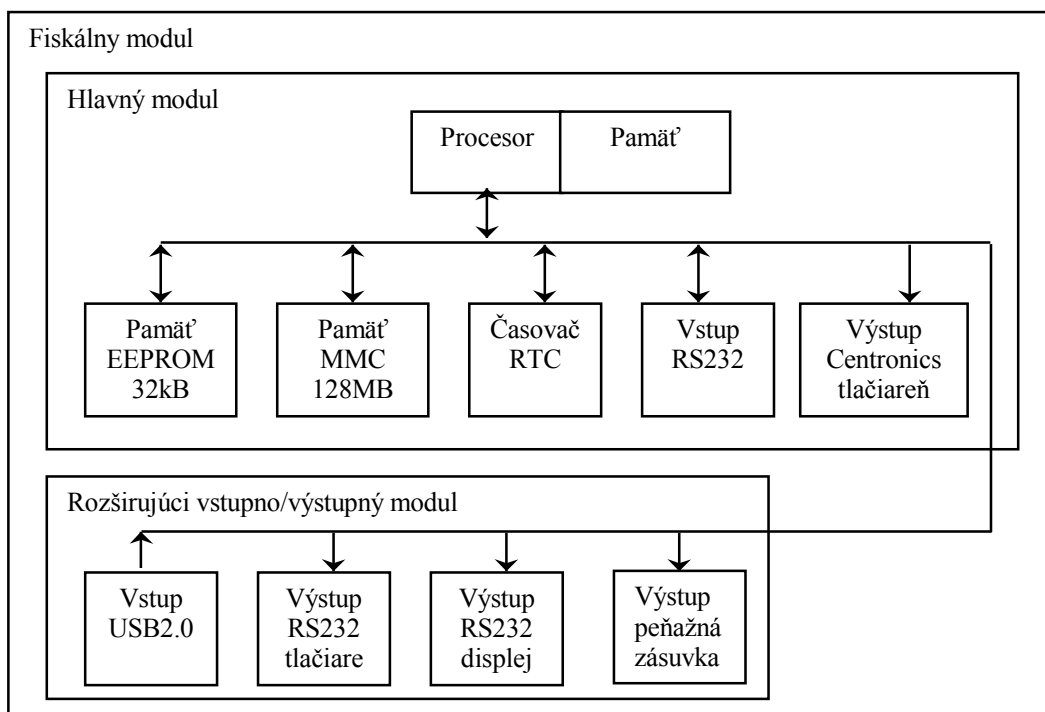 Fiskálny modul
Hlavný modul
Procesor
Pamäť
Pamäť
EEPROM
32kB
Pamäť
MMC
128MB
Časovač
RTC
Vstup
RS232
Výstup
Centronics
tlačiareň
Rozširujúci vstupno/výstupný modul
Vstup
USB2.0
Výstup
RS232
tlačiare
Výstup
RS232
displej
Výstup
peňažná
zásuvka